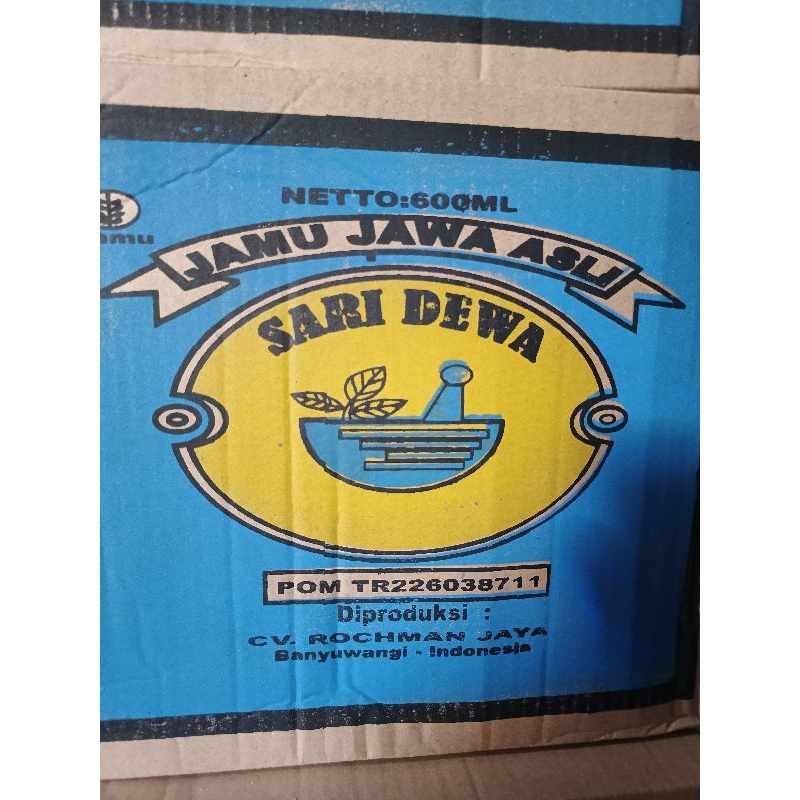 NETTO:600ML
JAMU JAWA ASLI
SARI DEWA
POM TR226038711
Diproduksi :
CV. ROCHMAN JAYA
Banyuwangi - Indonesia